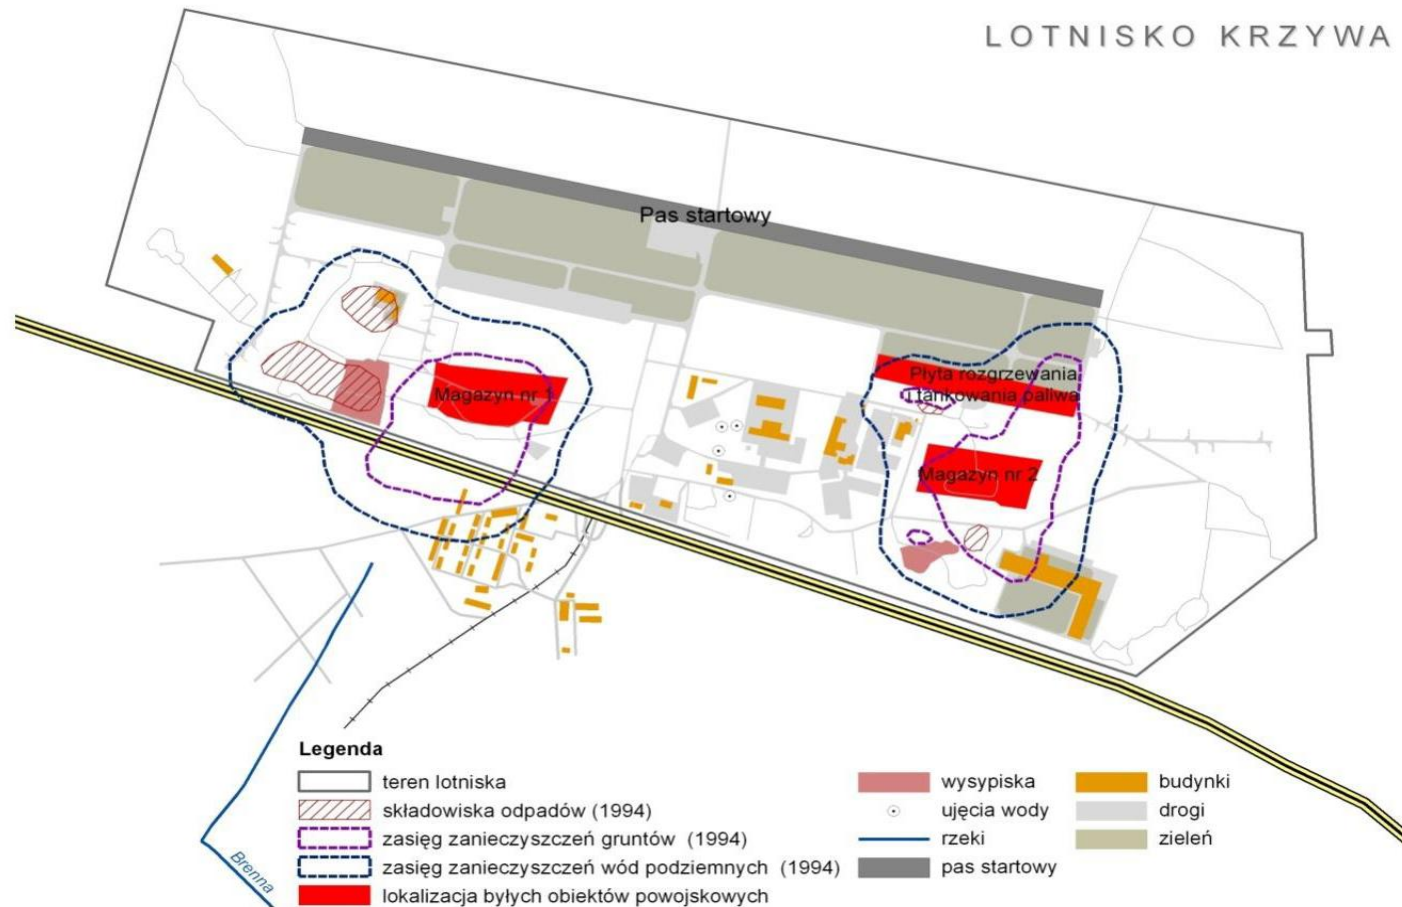 LOTNISKO KRZYWA
Pas startowy
Płyta rozgrzewania
i tankowania paliwa
Magazyn nr 1
Magazyn nr 2
Brenna
Legenda
teren lotniska
składowiska odpadów (1994)
zasięg zanieczyszczeń gruntów (1994)
zasięg zanieczyszczeń wód podziemnych (1994)
lokalizacja byłych obiektów powojskowych
wysypiska
ujęcia wody
rzeki
pas startowy
budynki
drogi
zieleń